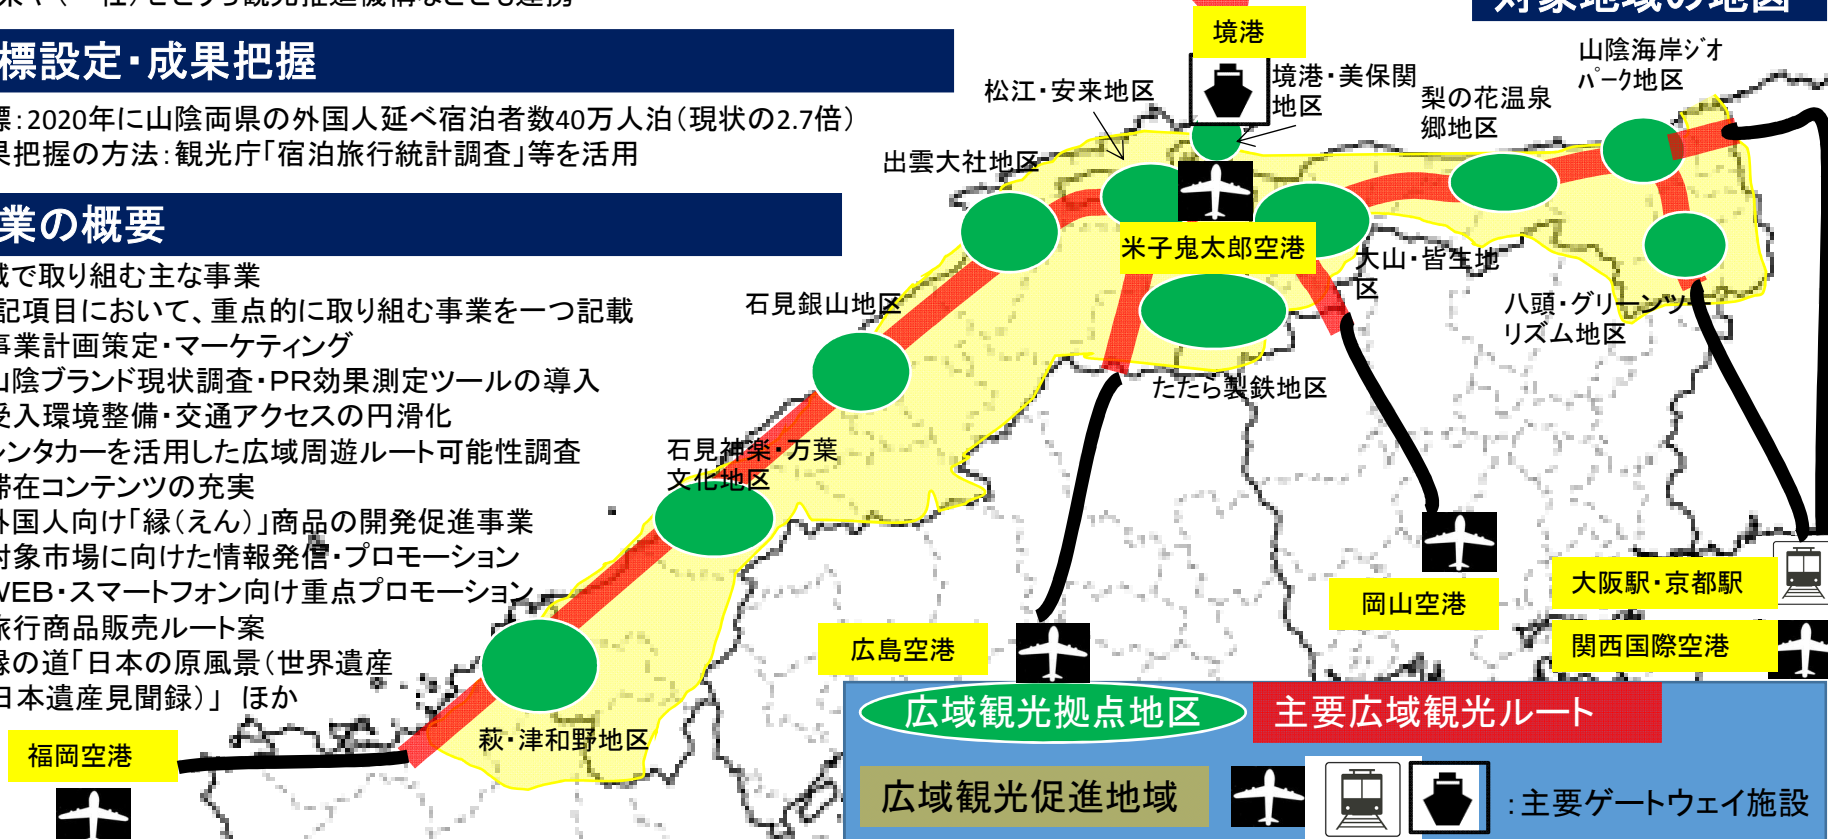 標設定・成果把握
標：2020年に山陰両県の外国人延べ宿泊者数40万人泊（現状の2.7倍）
果把握の方法：観光庁「宿泊旅行統計調査」等を活用
業の概要
域で取り組む主な事業
記項目において、重点的に取り組む事業を一つ記載
事業計画策定・マーケティング
山陰ブランド現状調査・PR効果測定ツールの導入
受入環境整備・交通アクセスの円滑化
レンタカーを活用した広域周遊ルート可能性調査
滞在コンテンツの充実
外国人向け「縁（えん）」商品の開発促進事業
対象市場に向けた情報発信・プロモーション
WEB・スマートフォン向け重点プロモーション
旅行商品販売ルート案
縁の道「日本の原風景（世界遺産
日本遺産見聞録）」 ほか
対象地域の地図
境港
松江・安来地区
境港・美保関
地区
梨の花温泉
郷地区
山陰海岸ジオ
パーク地区
出雲大社地区
米子鬼太郎空港
大山・皆生地
区
石見銀山地区
八頭・グリーンツー
リズム地区
たたら製鉄地区
石見神楽・万葉
文化地区
岡山空港
大阪駅・京都駅
広島空港
関西国際空港
萩・津和野地区
福岡空港
広域観光拠点地区
主要広域観光ルート
広域観光促進地域
：主要ゲートウェイ施設